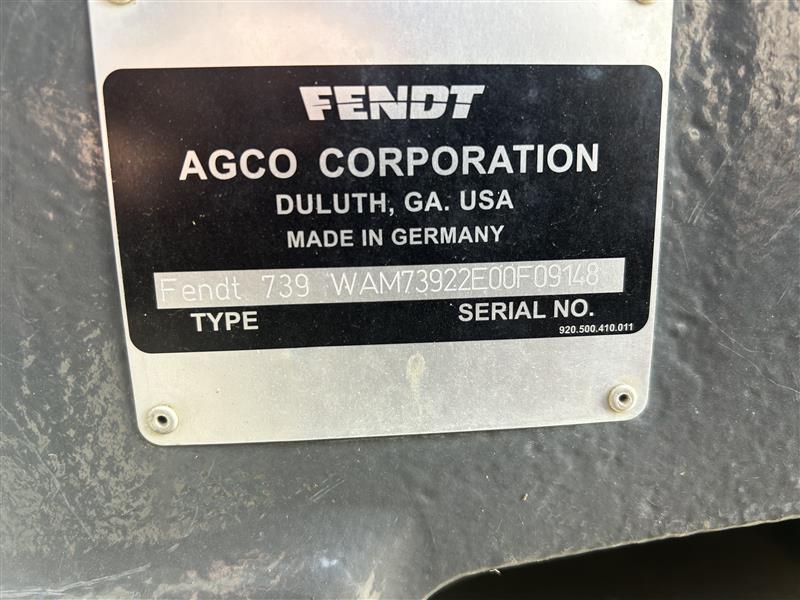 FENDT
AGCO CORPORATION
DULUTH, GA. USA
MADE IN GERMANY
Fendt 739 WAM73922E00F09148
TYPE SERIAL NO.
920.500.410.011